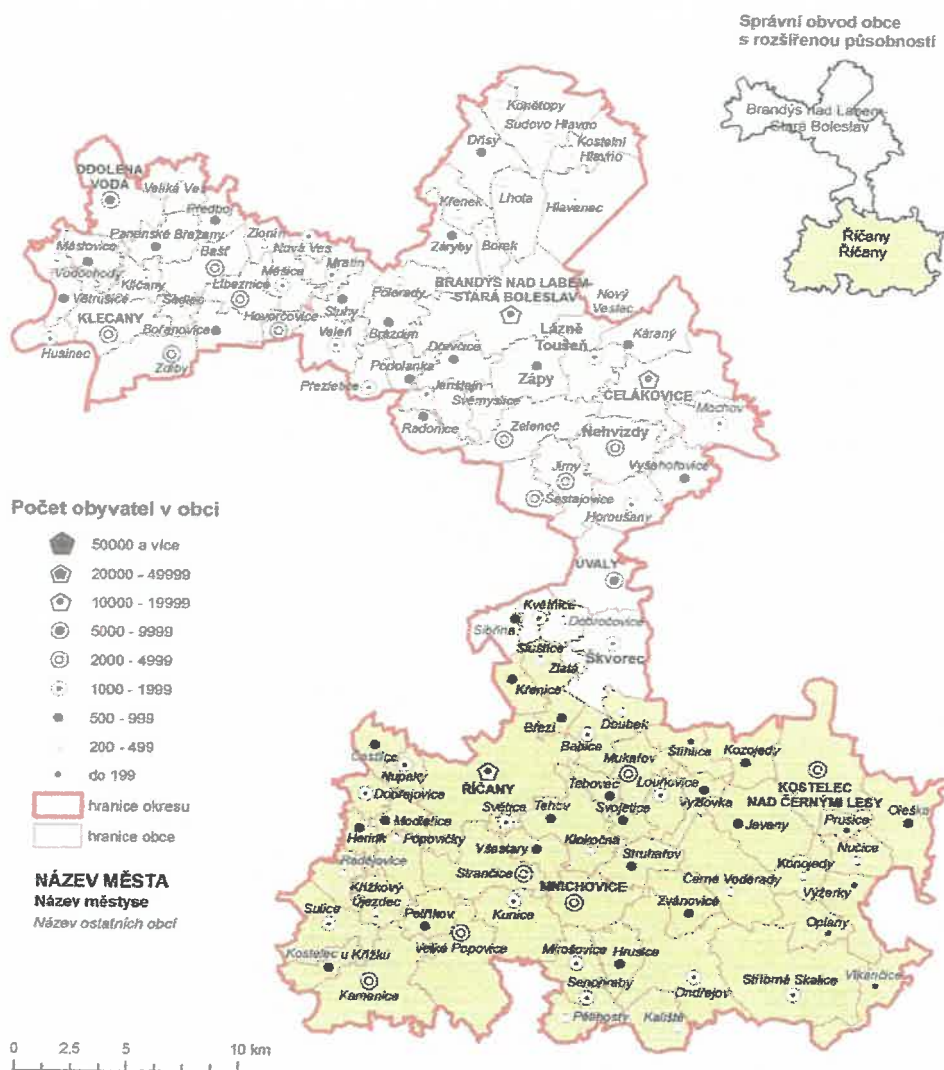 Správní obvod obce
s rozšířenou působností
Brandýs nad Labem-
Stará Boleslav
Říčany
Říčany
Konětopy
Sudovo Hlavno
Dřísy
Kostelní
Hlavno
Lhota
Hlavenec
Křenek
Záryby
Borek
ODOLENA
VODA
Veliká Ves
Předboj
Panenské Břežany
Zlonín
Bašť
Nová Ves
Máslovice
Vodochody
Klíčany
Měšice
Mratín
Líbeznice
Větrušice
Sedlec
KLECANY
Bořanovice
Hovorčovice
Sluhy
Polerady
Veleň
Brázdim
Husinec
Zdiby
BRANDÝS NAD LABEM-
STARÁ BOLESLAV
Nový
Vestec
Lázně
Toušeň
Káraný
Dřevčice
Podolanka
Zápy
Přezletice
Jenštejn
Svémyslice
ČELÁKOVICE
Mochov
Radonice
Zeleneč
Nehvizdy
Jirny
Vyšehořovice
Šestajovice
Horoušany
Počet obyvatel v obci
50000 a více
20000 - 49999
10000 - 19999
5000 - 9999
2000 - 4999
1000 - 1999
500 - 999
200 - 499
do 199
hranice okresu
hranice obce
NÁZEV MĚSTA
Název městyse
Název ostatních obcí
ÚVALY
Květnice
Sibřina
Dobročovice
Sluštice
Škvorec
Zlatá
Křenice
Březí
Doubek
Babice
Štíhlice
Kozojedy
Čestlice
Nupaky
Mukařov
ŘÍČANY
Dobřejovice
Tehovec
Louňovice
KOSTELEC
NAD ČERNÝMI LESY
Světice
Tehov
Svojetice
Vyžlovka
Oleška
Modletice
Jevany
Prusice
Herink
Popovičky
Klokočná
Nučice
Všestary
Struhařov
Radějovice
Konojedy
Strančice
MNICHOVICE
Černé Voděrady
Výžerky
Křížkový
Újezdec
Zvánovice
Sulice
Petříkov
Kunice
Oplany
Velké Popovice
Mirošovice
Hrusice
Kostelec u Křížků
Senohraby
Ondřejov
Stříbrná Skalice
Vlkančice
Kamenice
Pětihosty
Kaliště
0 2,5 5 10 km